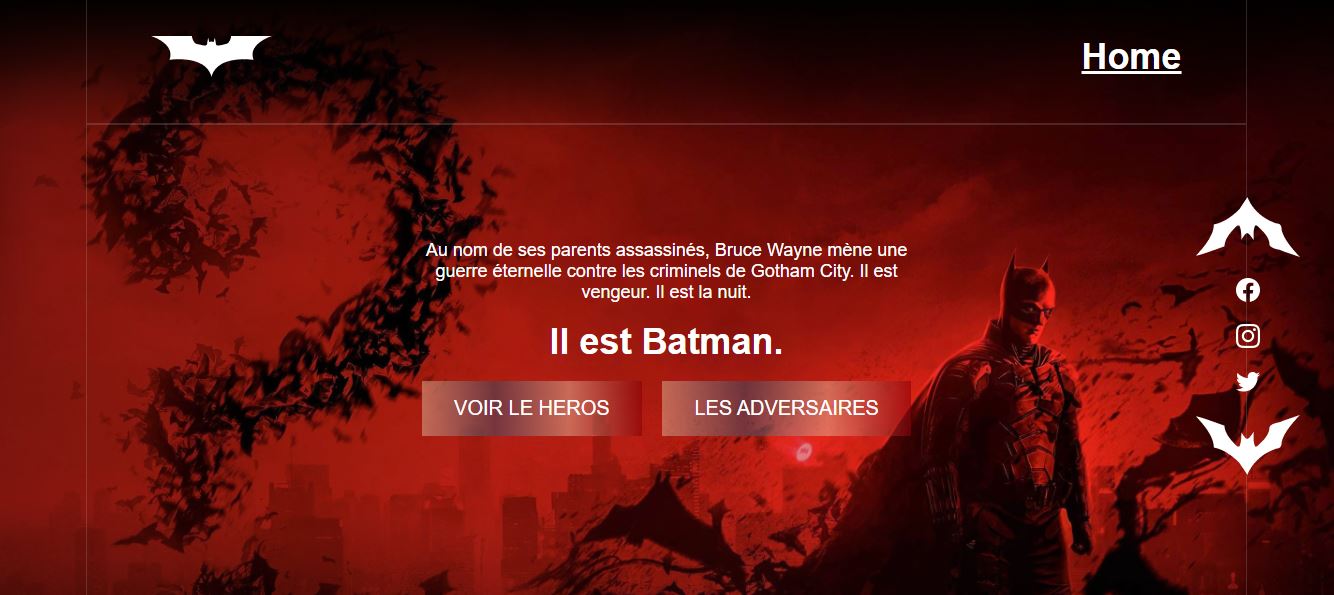 Home
Au nom de ses parents assassinés, Bruce Wayne mène une
guerre éternelle contre les criminels de Gotham City. Il est
vengeur. Il est la nuit.
Il est Batman.
VOIR LE HEROS
LES ADVERSAIRES